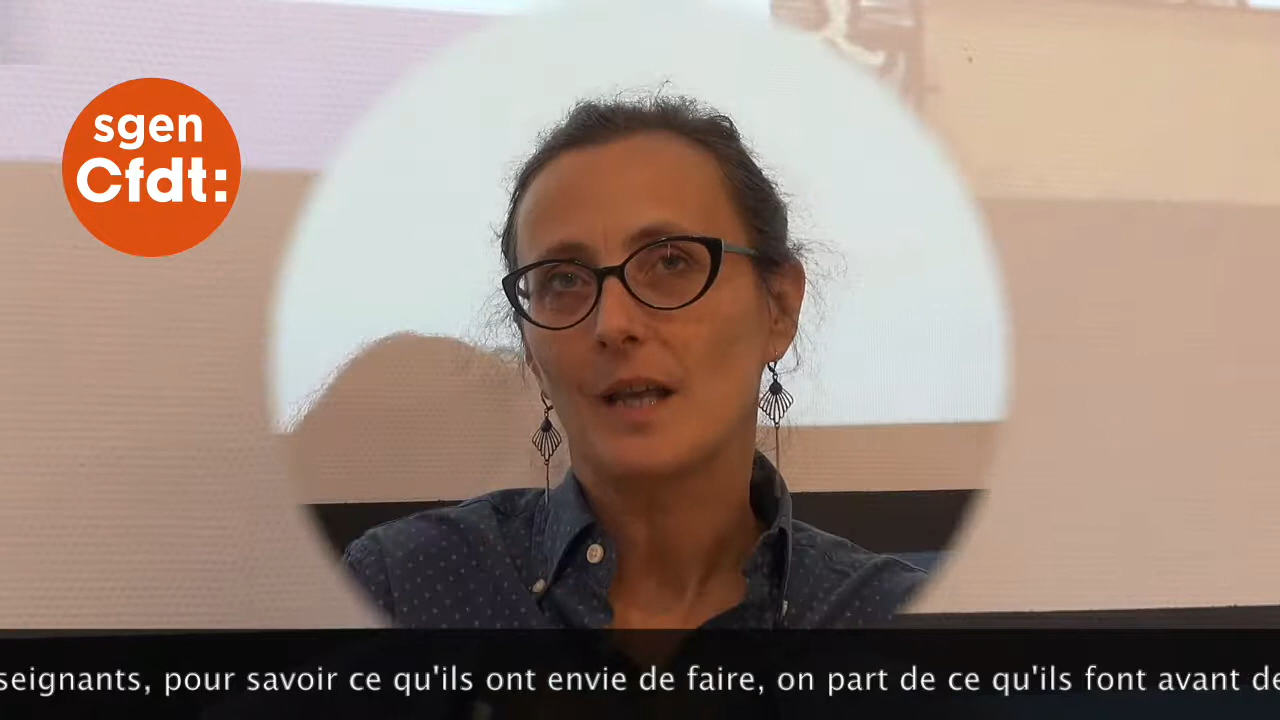 sgen
Cfdt:
seignants, pour savoir ce qu'ils ont envie de faire, on part de ce qu'ils font avant de